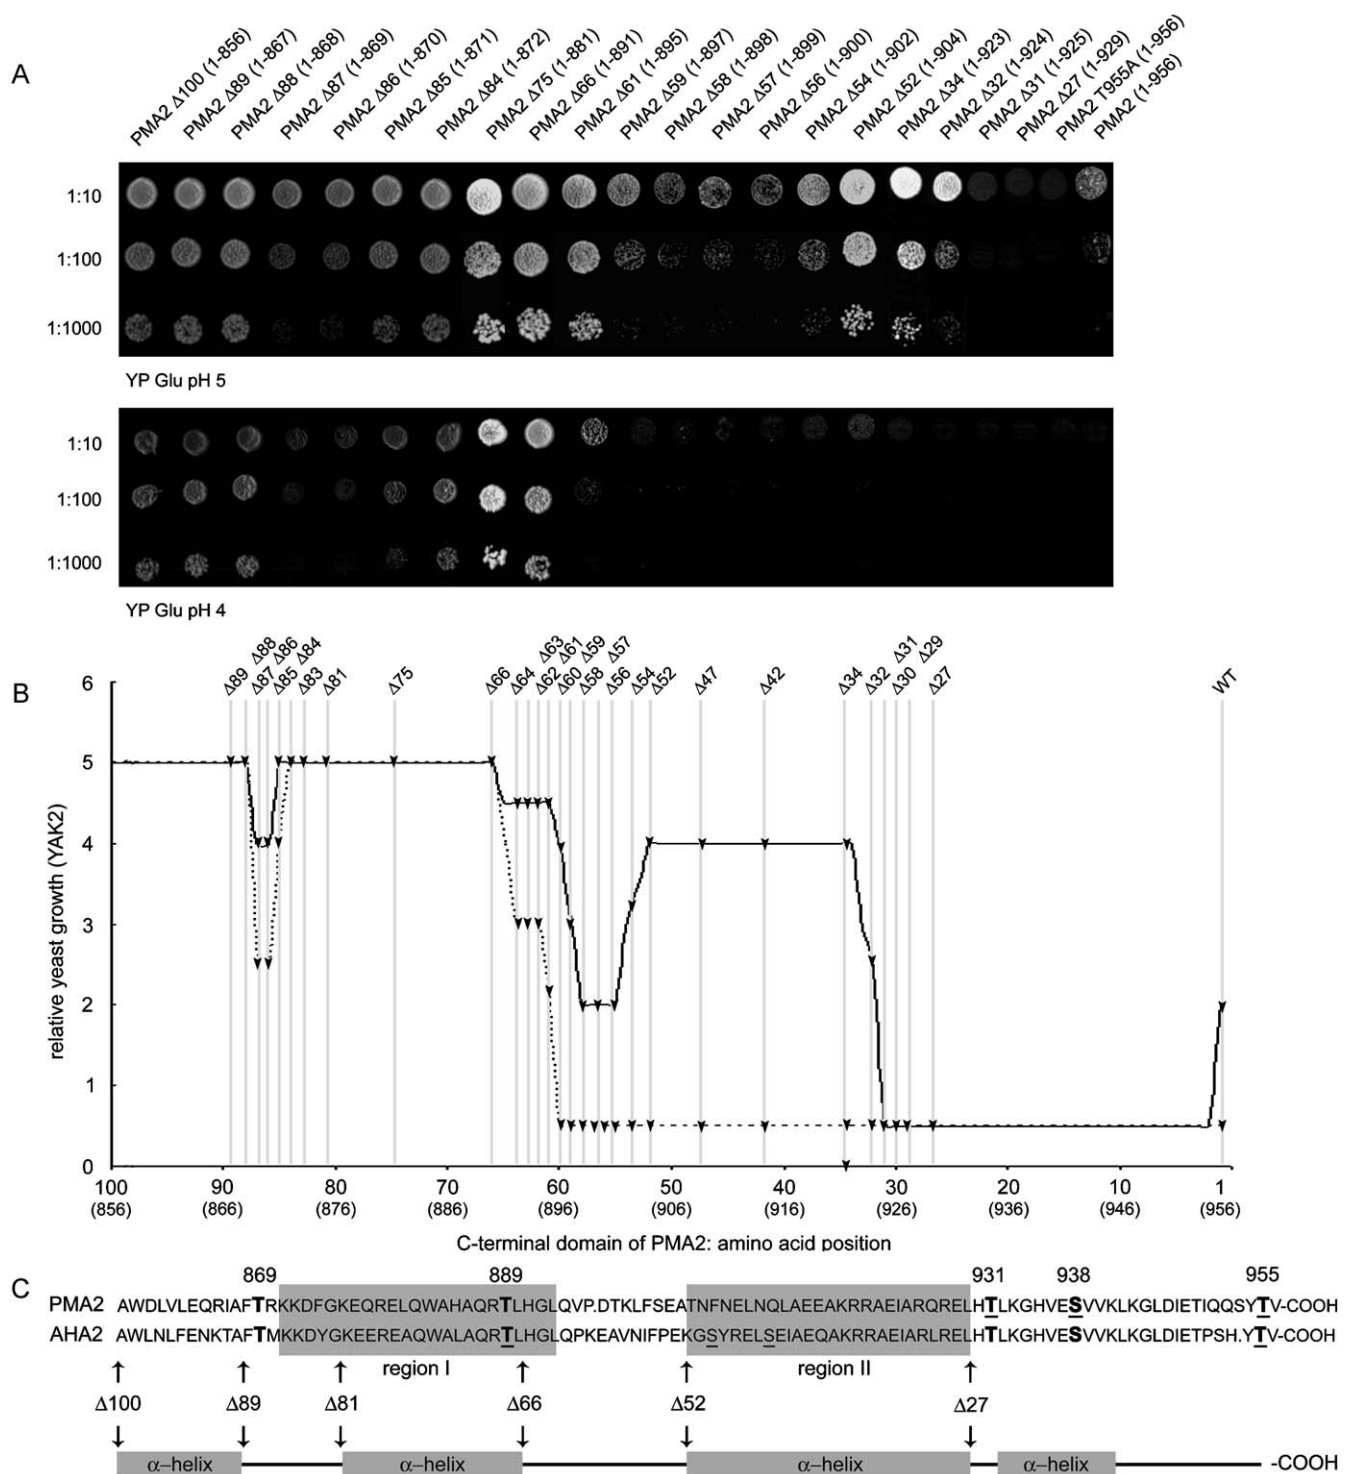 A
PMA2 Δ100 (1-856)
PMA2 Δ89 (1-867)
PMA2 Δ88 (1-868)
PMA2 Δ87 (1-869)
PMA2 Δ86 (1-870)
PMA2 Δ85 (1-871)
PMA2 Δ84 (1-872)
PMA2 Δ75 (1-881)
PMA2 Δ66 (1-891)
PMA2 Δ61 (1-895)
PMA2 Δ59 (1-897)
PMA2 Δ58 (1-898)
PMA2 Δ57 (1-899)
PMA2 Δ56 (1-900)
PMA2 Δ54 (1-902)
PMA2 Δ52 (1-904)
PMA2 Δ34 (1-923)
PMA2 Δ32 (1-924)
PMA2 Δ31 (1-925)
PMA2 Δ27 (1-929)
PMA2 T955A (1-956)
PMA2 (1-956)
1:10
1:100
1:1000
YP Glu pH 5
1:10
1:100
1:1000
YP Glu pH 4
B
Δ88 Δ63 Δ31
Δ86 Δ84 Δ61 Δ59 Δ57 Δ29
Δ89 Δ87 Δ85 Δ83 Δ81 Δ75 Δ66 Δ64 Δ62 Δ60 Δ58 Δ56 Δ54 Δ52 Δ47 Δ42 Δ34 Δ32 Δ30 Δ27 WT
6
5
4
3
2
1
0
relative yeast growth (YAK2)
100 90 80 70 60 50 40 30 20 10 1
(856) (866) (876) (886) (896) (906) (916) (926) (936) (946) (956)
C-terminal domain of PMA2: amino acid position
C
869 889 931 938 955
PMA2 AWDLVLEQRIAFTRKKDFGKEQRELQWAHAQRTLHGLQVP.DTKLFSEATNFNELNQLAEEAKRRAEIARQRELHTLKGHVESVVKLKGLDIETIQQSYTV-COOH
AHA2 AWLNLFENKTAFTMKKDYGKEEREAQWALAQRTLHGLQPKEAVNIFPEKGSYRELSEIAEQAKRRAEIARLRELHTLKGHVESVVKLKGLDIETPSH.YTV-COOH
region I region II
Δ100 Δ89 Δ81 Δ66 Δ52 Δ27
α–helix α–helix α–helix α–helix -COOH